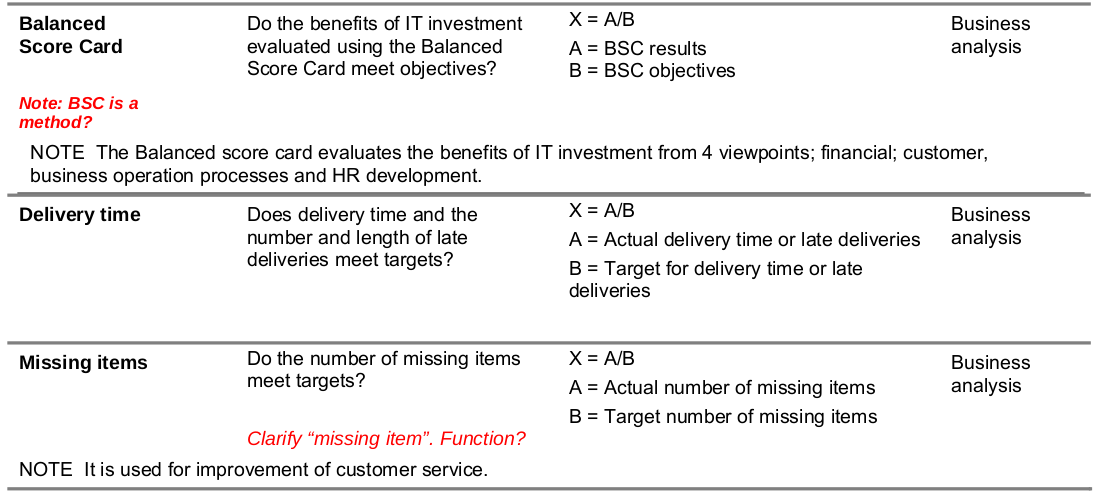 Balanced
Score Card
Do the benefits of IT investment
evaluated using the Balanced
Score Card meet objectives?
X = A/B
A = BSC results
B = BSC objectives
Business
analysis
Note: BSC is a
method?
NOTE  The Balanced score card evaluates the benefits of IT investment from 4 viewpoints; financial; customer,
business operation processes and HR development.
Delivery time
Does delivery time and the
number and length of late
deliveries meet targets?
X = A/B
A = Actual delivery time or late deliveries
B = Target for delivery time or late
deliveries
Business
analysis
Missing items
Do the number of missing items
meet targets?
Clarify “missing item”. Function?
X = A/B
A = Actual number of missing items
B = Target number of missing items
Business
analysis
NOTE  It is used for improvement of customer service.